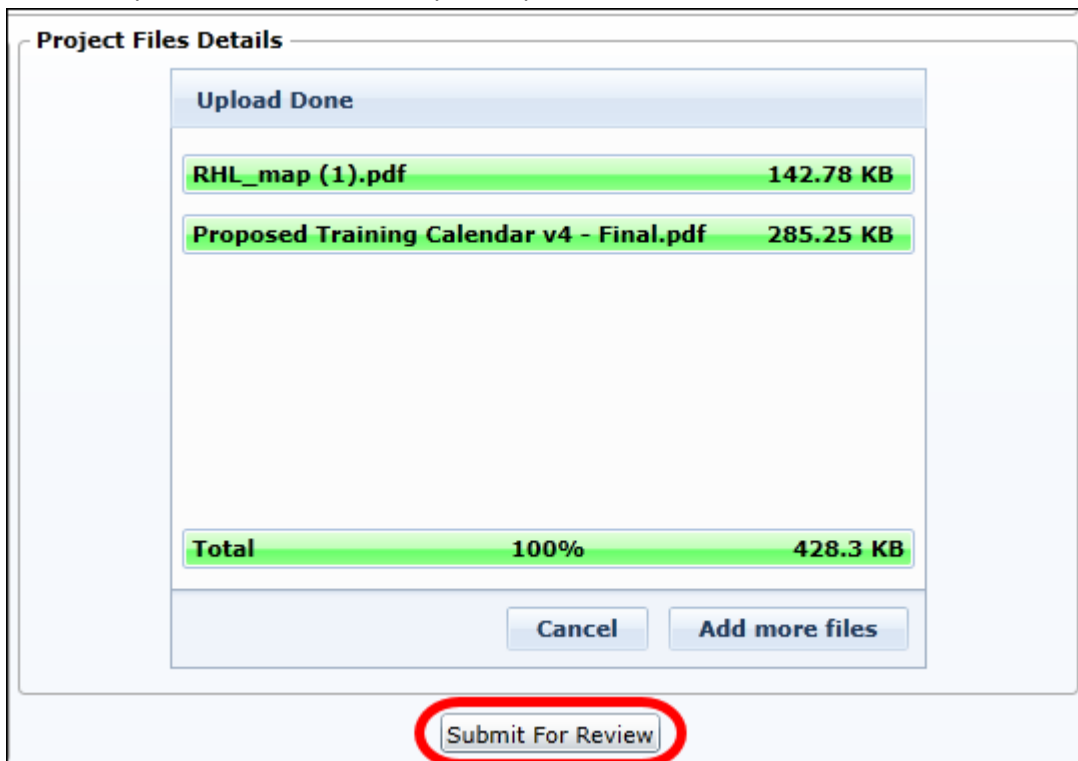 Project Files Details
Upload Done
RHL_map (1).pdf 142.78 KB
Proposed Training Calendar v4 - Final.pdf 285.25 KB
Total 100% 428.3 KB
Cancel Add more files
Submit For Review